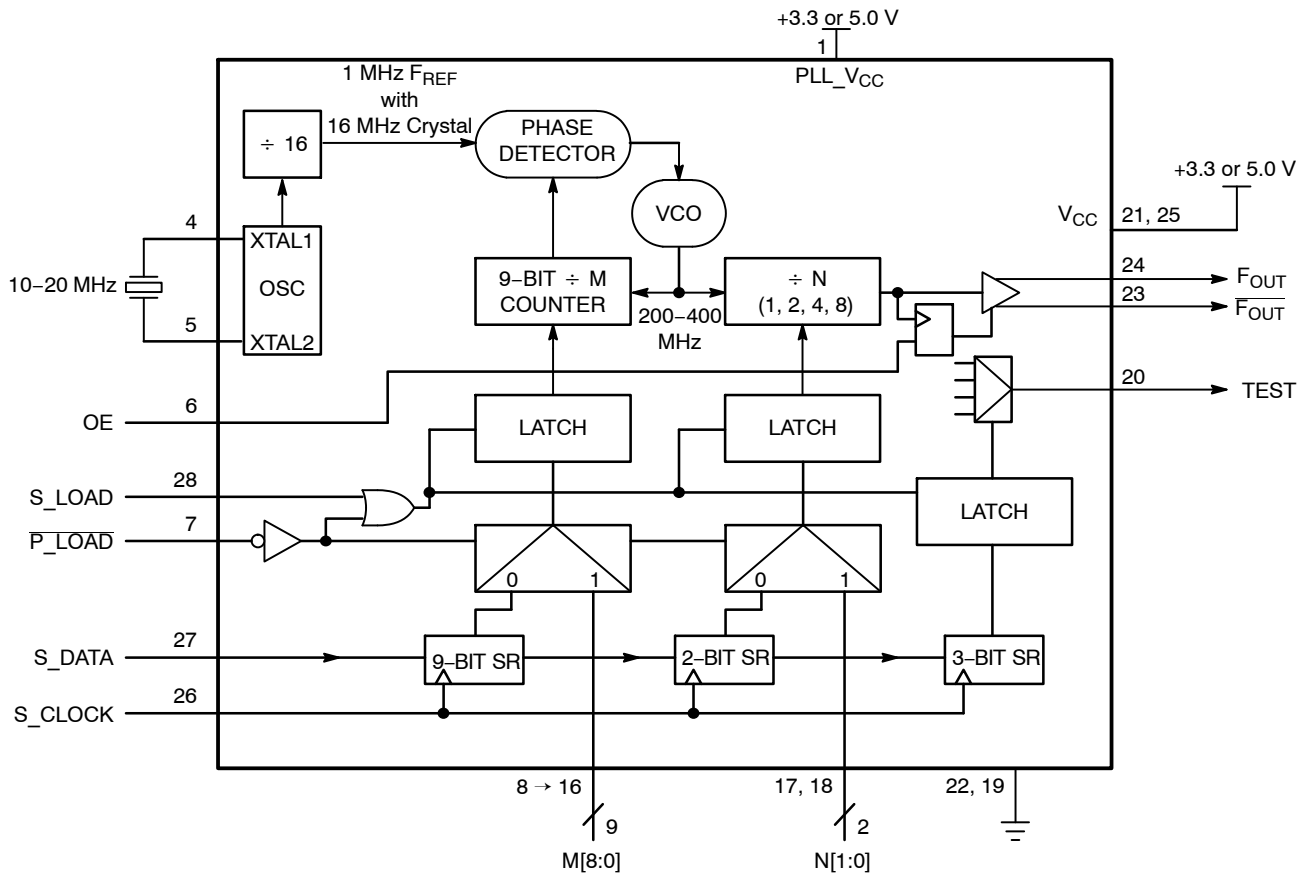 +3.3 or 5.0 V
1
PLL_VCC
1 MHz FREF
with
16 MHz Crystal
÷ 16
PHASE
DETECTOR
VCO
+3.3 or 5.0 V
VCC
21, 25
4
XTAL1
10−20 MHz
OSC
5
XTAL2
9−BIT ÷ M
COUNTER
200−400
MHz
÷ N
(1, 2, 4, 8)
24
FOUT
23
FOUT
20
TEST
6
OE
LATCH
LATCH
28
S_LOAD
7
P_LOAD
LATCH
0
1
0
1
27
S_DATA
9−BIT SR
2−BIT SR
3−BIT SR
26
S_CLOCK
8 → 16
17, 18
22, 19
9
2
M[8:0]
N[1:0]